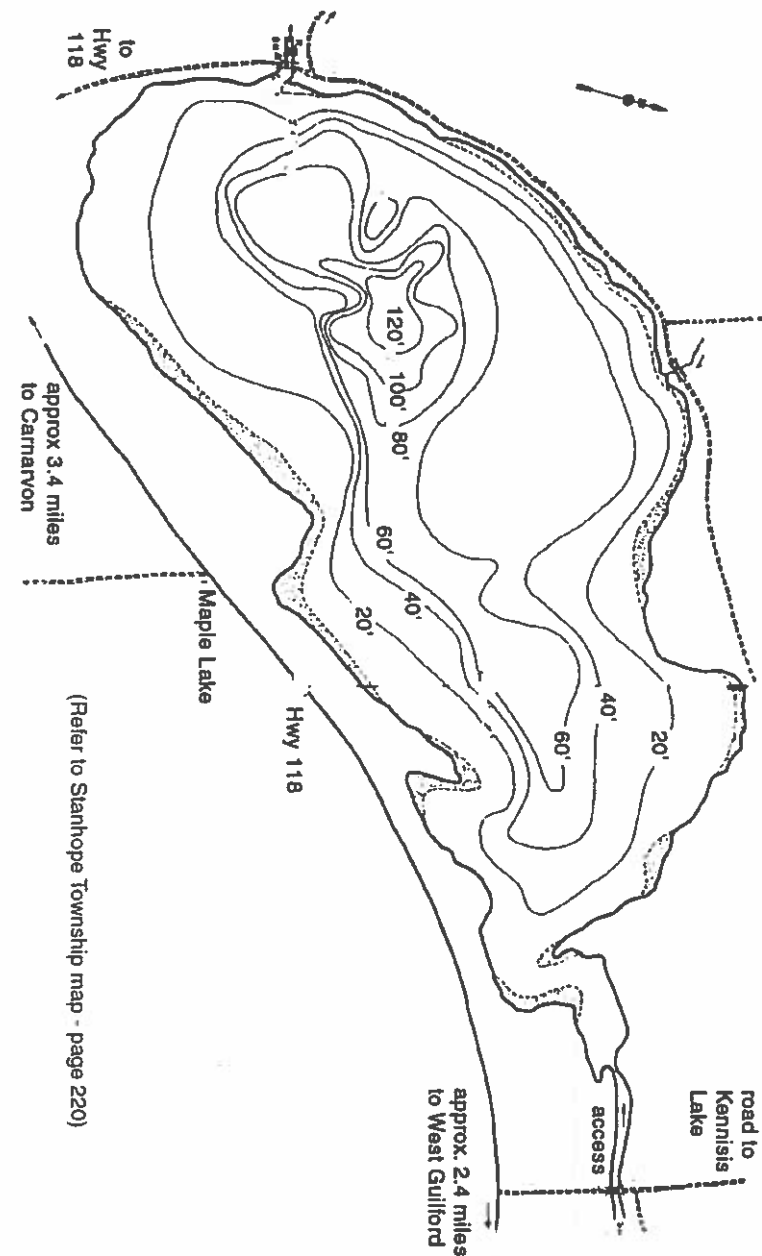 to
Hwy
118
120'
100'
80'
60'
40'
20'
60'
40'
20'
approx 3.4 miles
to Carnarvon
Maple Lake
Hwy 118
(Refer to Stanhope Township map - page 220)
road to
Kennisis
Lake
access
approx. 2.4 miles
to West Guilford